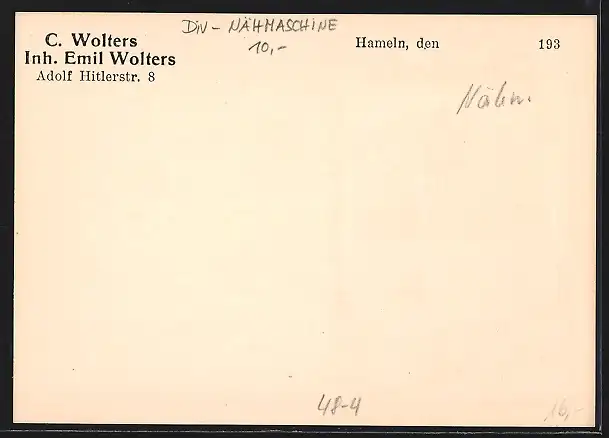 DIV - NÄHMASCHINE
10,-
C. Wolters
Inh. Emil Wolters
Adolf Hitlerstr. 8
Hameln, den 193
Nähm.
48-4
16,-